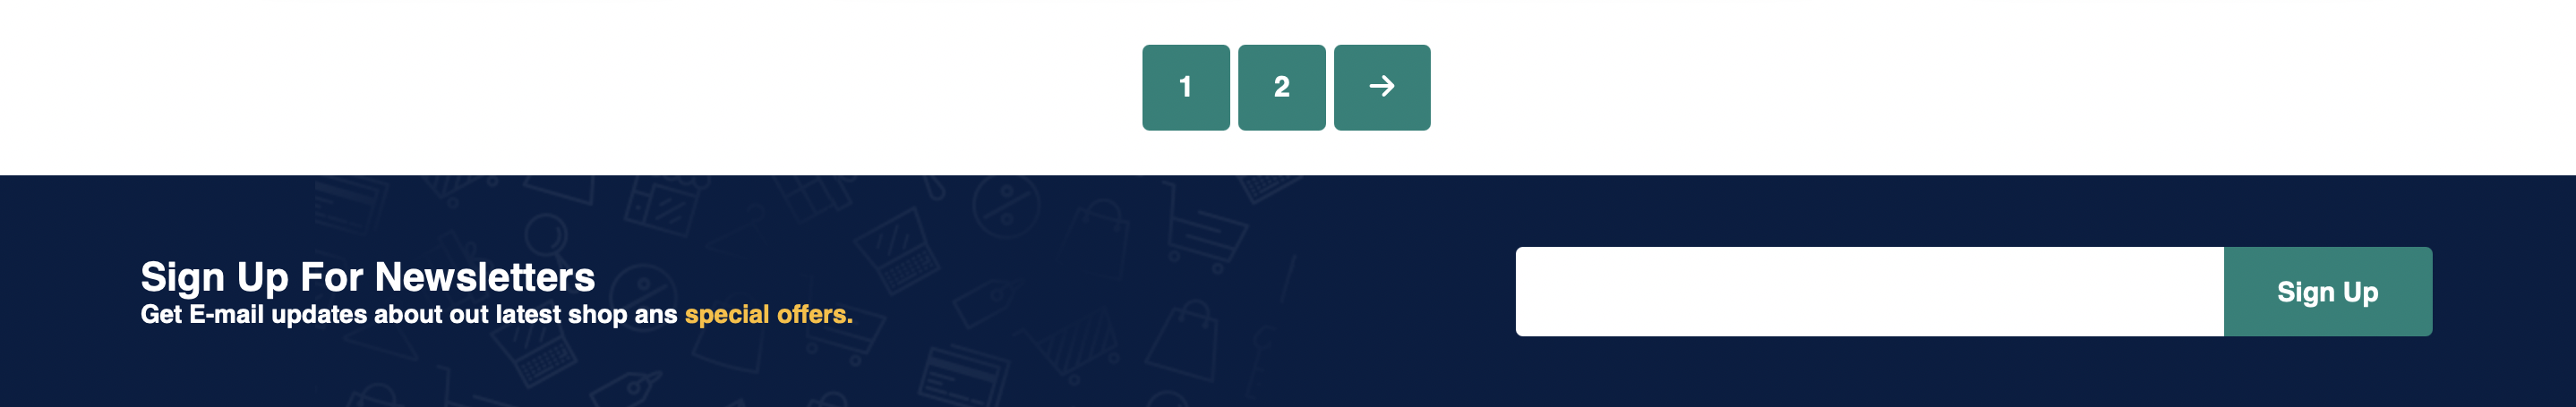 1 2 →
Sign Up For Newsletters
Get E-mail updates about out latest shop ans special offers.
Sign Up